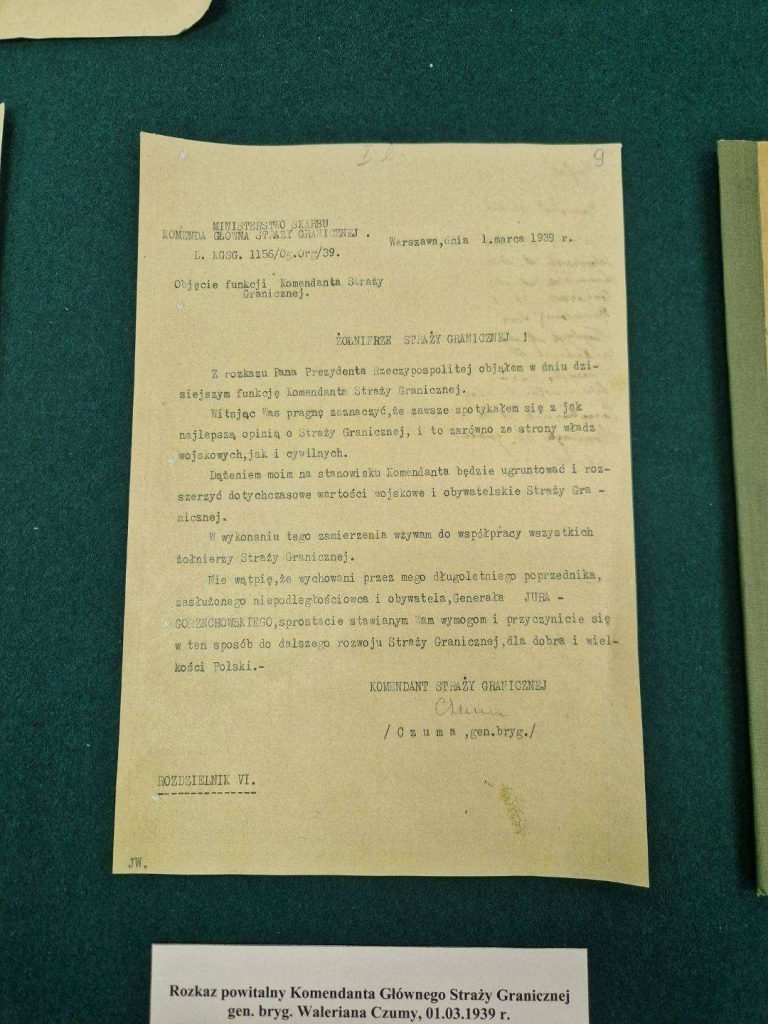 9
MINISTERSTWO SKARBU
KOMENDA GŁÓWNA STRAŻY GRANICZNEJ .
L. KGSG. 1156/Og.Org/39.
Warszawa,dnia 1.marca 1939 r.
Objęcie funkcji Komendanta Straży
Granicznej.
ŻOŁNIERZE STRAŻY GRANICZNEJ !
Z rozkazu Pana Prezydenta Rzeczypospolitej objąłem w dniu dzi-
siejszym funkcję Komendanta Straży Granicznej.
Witając Was pragnę zaznaczyć,że zawsze spotykałem się z jak
najlepszą opinią o Straży Granicznej, i to zarówno ze strony władz
wojskowych,jak i cywilnych.
Dążeniem moim na stanowisku Komendanta będzie ugruntować i roz-
szerzyć dotychczasowe wartości wojskowe i obywatelskie Straży Gra -
nicznej.
W wykonaniu tego zamierzenia wzywam do współpracy wszystkich
żołnierzy Straży Granicznej.
Nie wątpię,że wychowani przez mego długoletniego poprzednika,
zasłużonego niepodległościowca i obywatela,Generała JURA -
GORZECHOWSKIEGO,sprostacie stawianym Wam wymogom i przyczynicie się
w ten sposób do dalszego rozwoju Straży Granicznej,dla dobra i wiel-
kości Polski.-
KOMENDANT STRAŻY GRANICZNEJ
/ C z u m a ,gen.bryg./
ROZDZIELNIK VI.
JW.
Rozkaz powitalny Komendanta Głównego Straży Granicznej
gen. bryg. Waleriana Czumy, 01.03.1939 r.